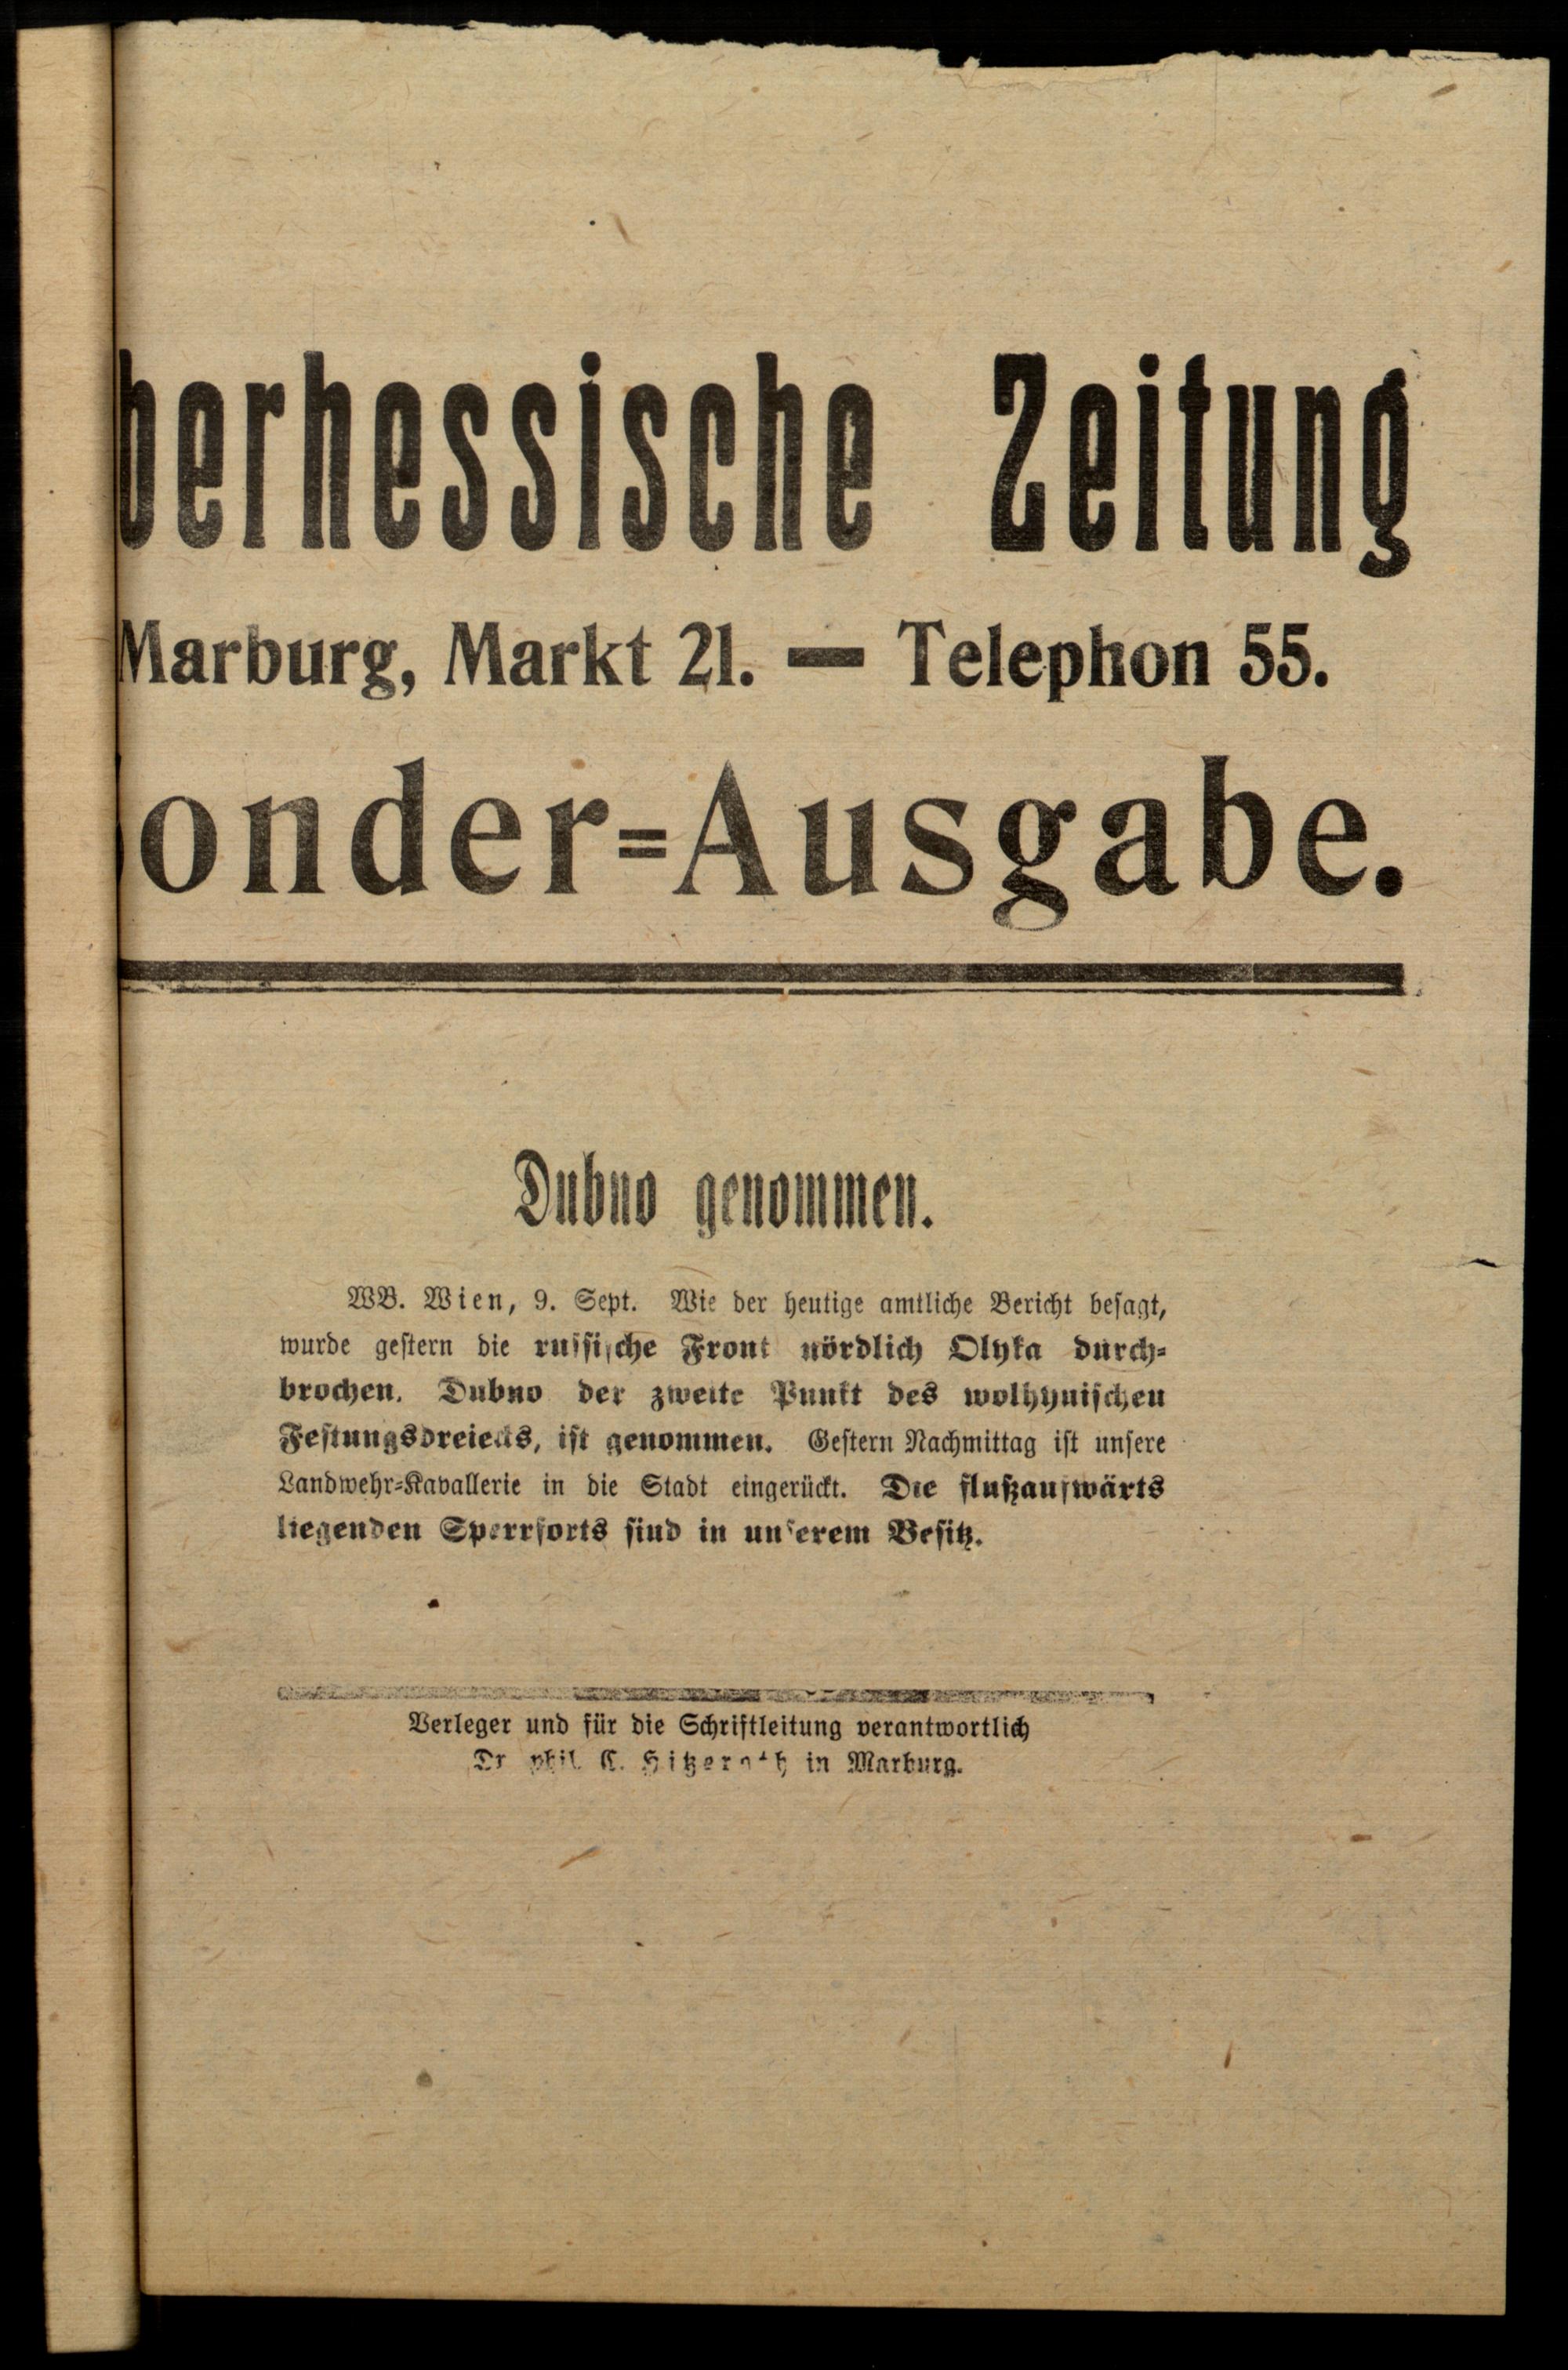 berhessische Zeitung
Marburg, Markt 21. — Telephon 55.
onder=Ausgabe.
Dubno genommen.
WB. Wien, 9. Sept. Wie der heutige amtliche Bericht besagt,
wurde gestern die russische Front nördlich Olyka durch=
brochen. Dubno der zweite Punkt des wolhynischen
Festungsdreiecks, ist genommen. Gestern Nachmittag ist unsere
Landwehr=Kavallerie in die Stadt eingerückt. Die flußaufwärts
liegenden Sperrforts sind in unserem Besitz.
Verleger und für die Schriftleitung verantwortlich
Dr phil. C. Hitzeroth in Marburg.